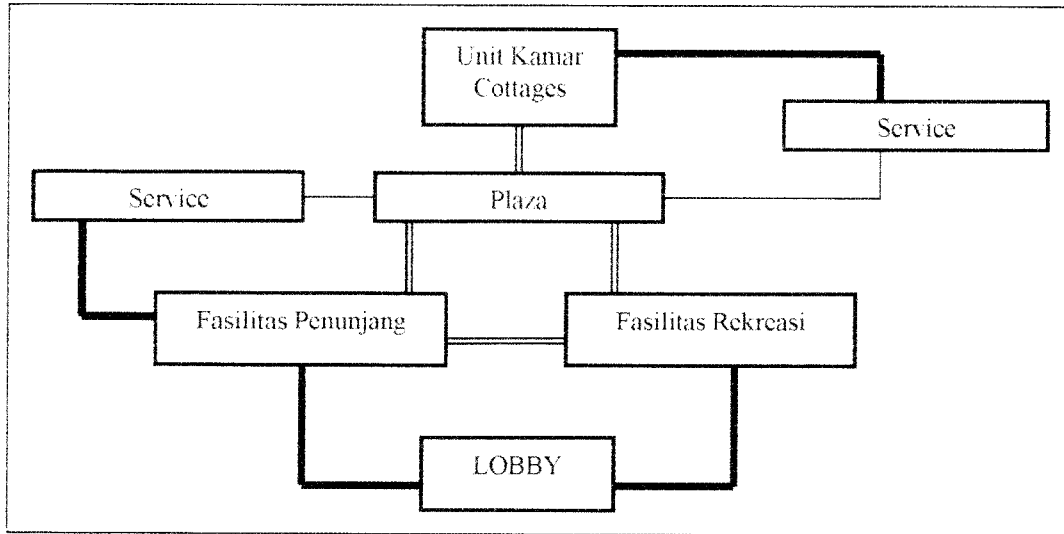 Unit Kamar
Cottages
Service
Service
Plaza
Fasilitas Penunjang
Fasilitas Rekreasi
LOBBY